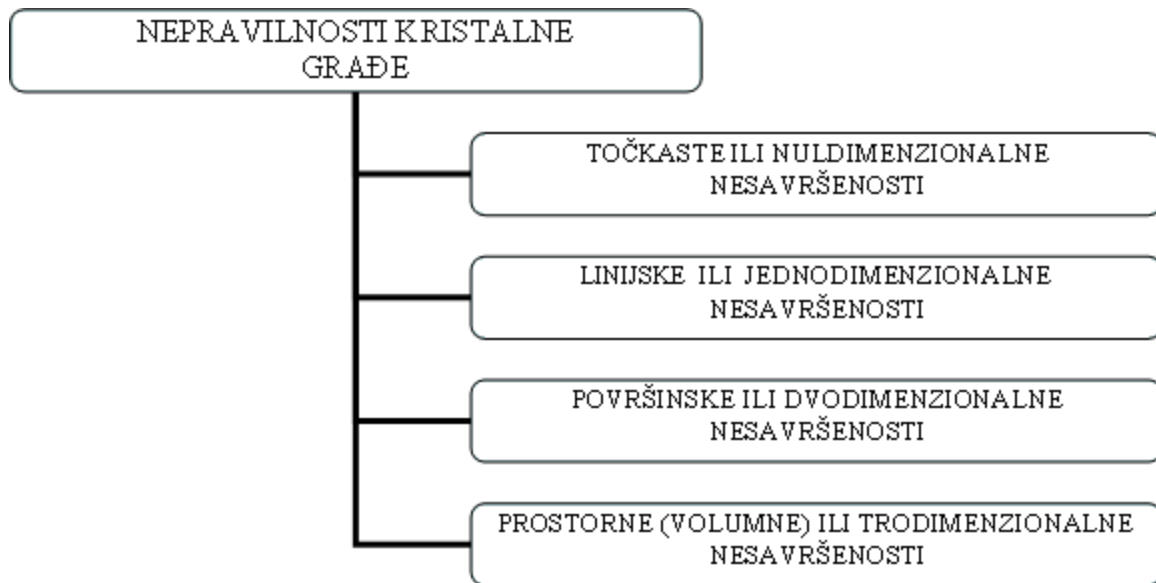 NEPRAVILNOSTI KRISTALNE
GRAĐE
TOČKASTE ILI NULDIMENZIONALNE
NESAVRŠENOSTI
LINIJSKE ILI JEDNODIMENZIONALNE
NESAVRŠENOSTI
POVRŠINSKE ILI DVODIMENZIONALNE
NESAVRŠENOSTI
PROSTORNE (VOLUMNE) ILI TRODIMENZIONALNE
NESAVRŠENOSTI